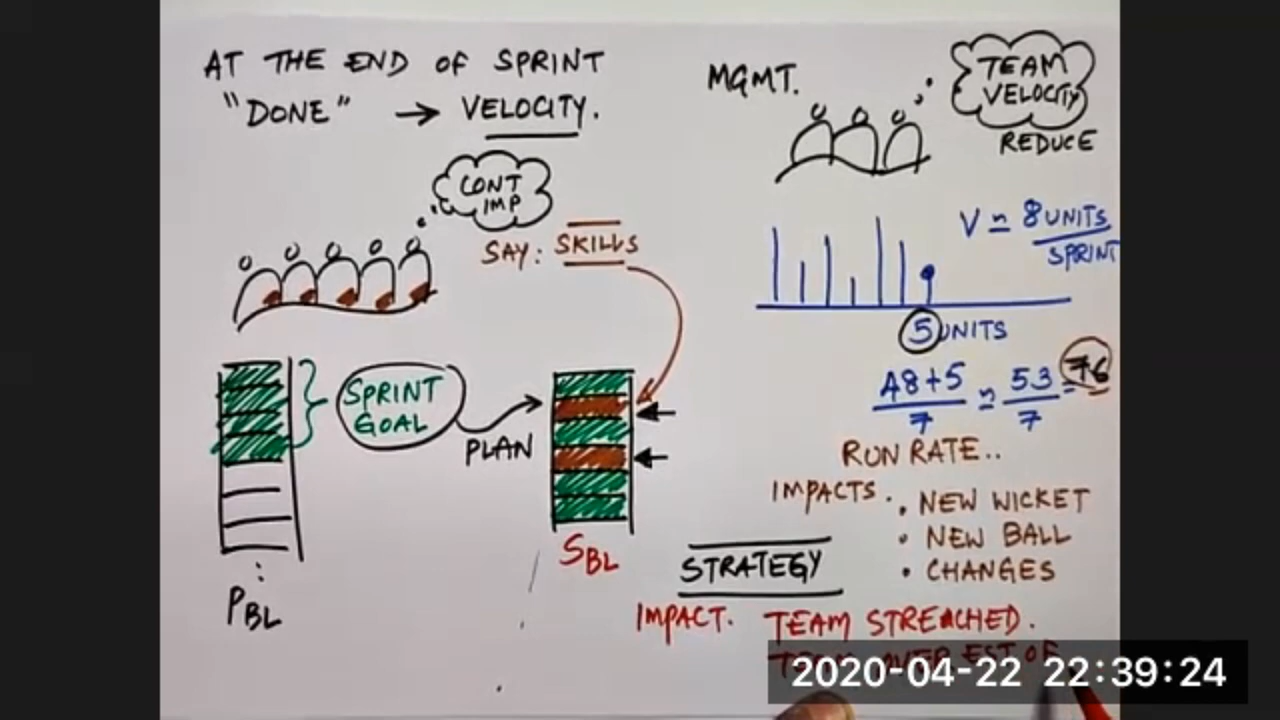 AT THE END OF SPRINT
"DONE" → VELOCITY.
CONT
IMP
SAY: SKILLS
SPRINT
GOAL
PLAN
PBL
SBL
MGMT.
TEAM
VELOCITY
REDUCE
V ≈ 8 UNITS
SPRINT
5 UNITS
48+5
7
≈ 53
7
RUN RATE..
IMPACTS.
• NEW WICKET
• NEW BALL
• CHANGES
STRATEGY
IMPACT. TEAM STREACHED.
EST OF
2020-04-22 22:39:24